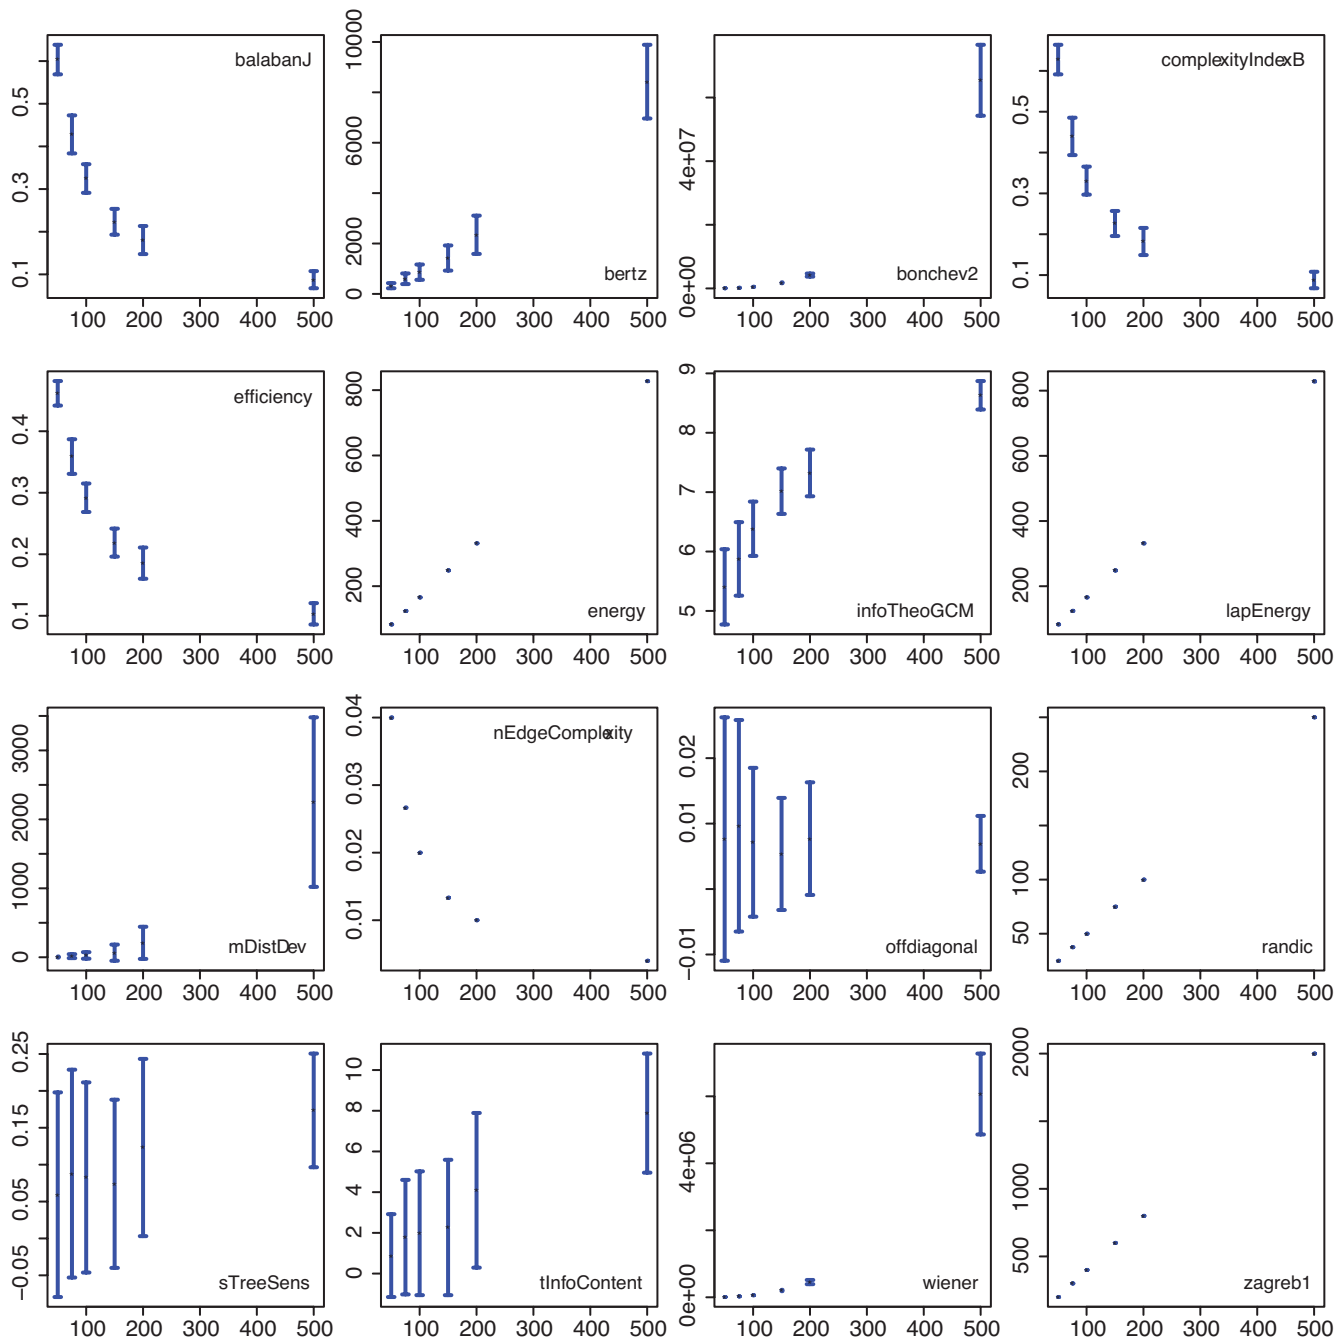 balabanJ
0.1 0.3 0.5
100 200 300 400 500
bertz
0 2000 6000 10000
100 200 300 400 500
bonchev2
0e+00 4e+07
100 200 300 400 500
complexityIndexB
0.1 0.3 0.5
100 200 300 400 500
efficiency
0.1 0.2 0.3 0.4
100 200 300 400 500
energy
200 400 600 800
100 200 300 400 500
infoTheoGCM
5 6 7 8 9
100 200 300 400 500
lapEnergy
200 400 600 800
100 200 300 400 500
mDistDev
0 1000 2000 3000
100 200 300 400 500
nEdgeComplexity
0.01 0.02 0.03 0.04
100 200 300 400 500
offdiagonal
−0.01 0.01 0.02
100 200 300 400 500
randic
50 100 200
100 200 300 400 500
sTreeSens
−0.05 0.05 0.15 0.25
100 200 300 400 500
tInfoContent
0 2 4 6 8 10
100 200 300 400 500
wiener
0e+00 4e+06
100 200 300 400 500
zagreb1
500 1000 2000
100 200 300 400 500